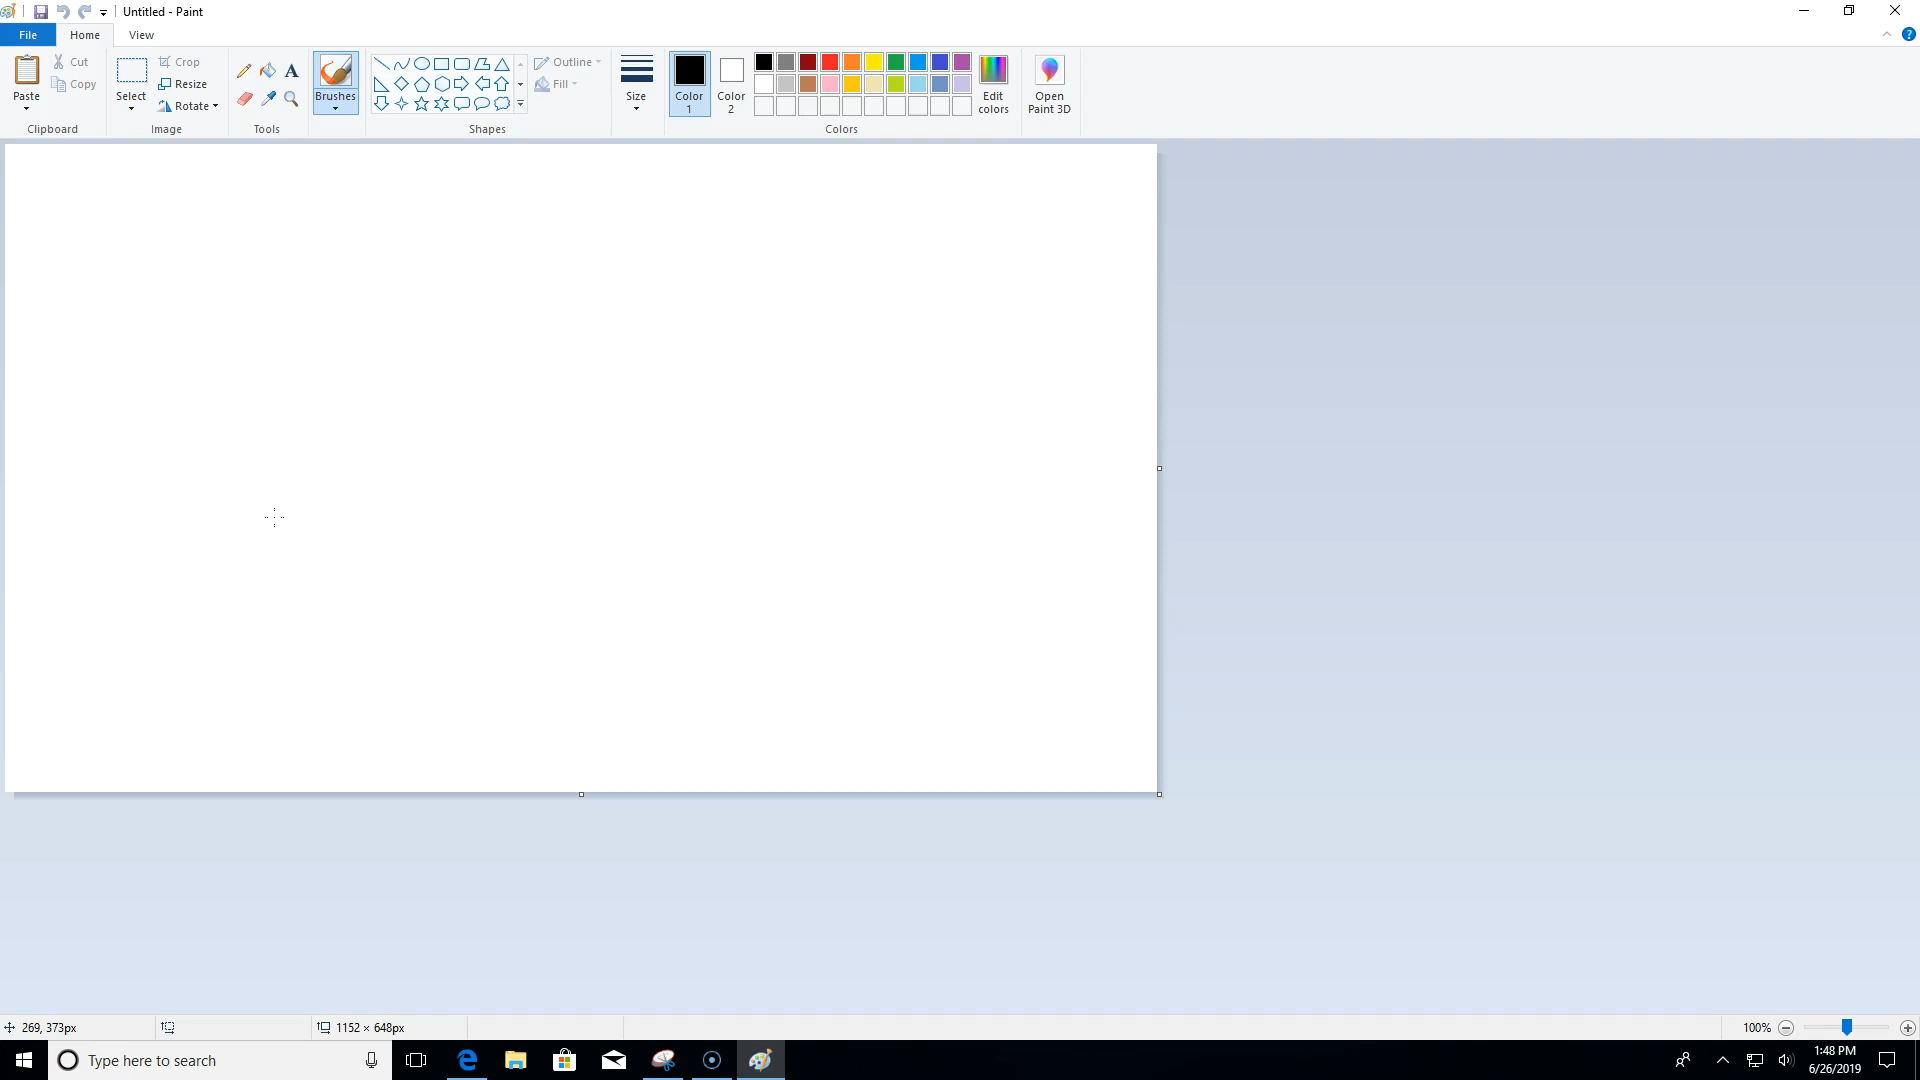 Untitled - Paint
File Home View
Paste
Cut
Copy
Clipboard
Select
Crop
Resize
Rotate
Image
A
Tools
Brushes
Shapes
Outline
Fill
Size
Color 1
Color 2
Colors
Edit colors
Open Paint 3D
269, 373px
1152 × 648px
100%
Type here to search
1:48 PM
6/26/2019